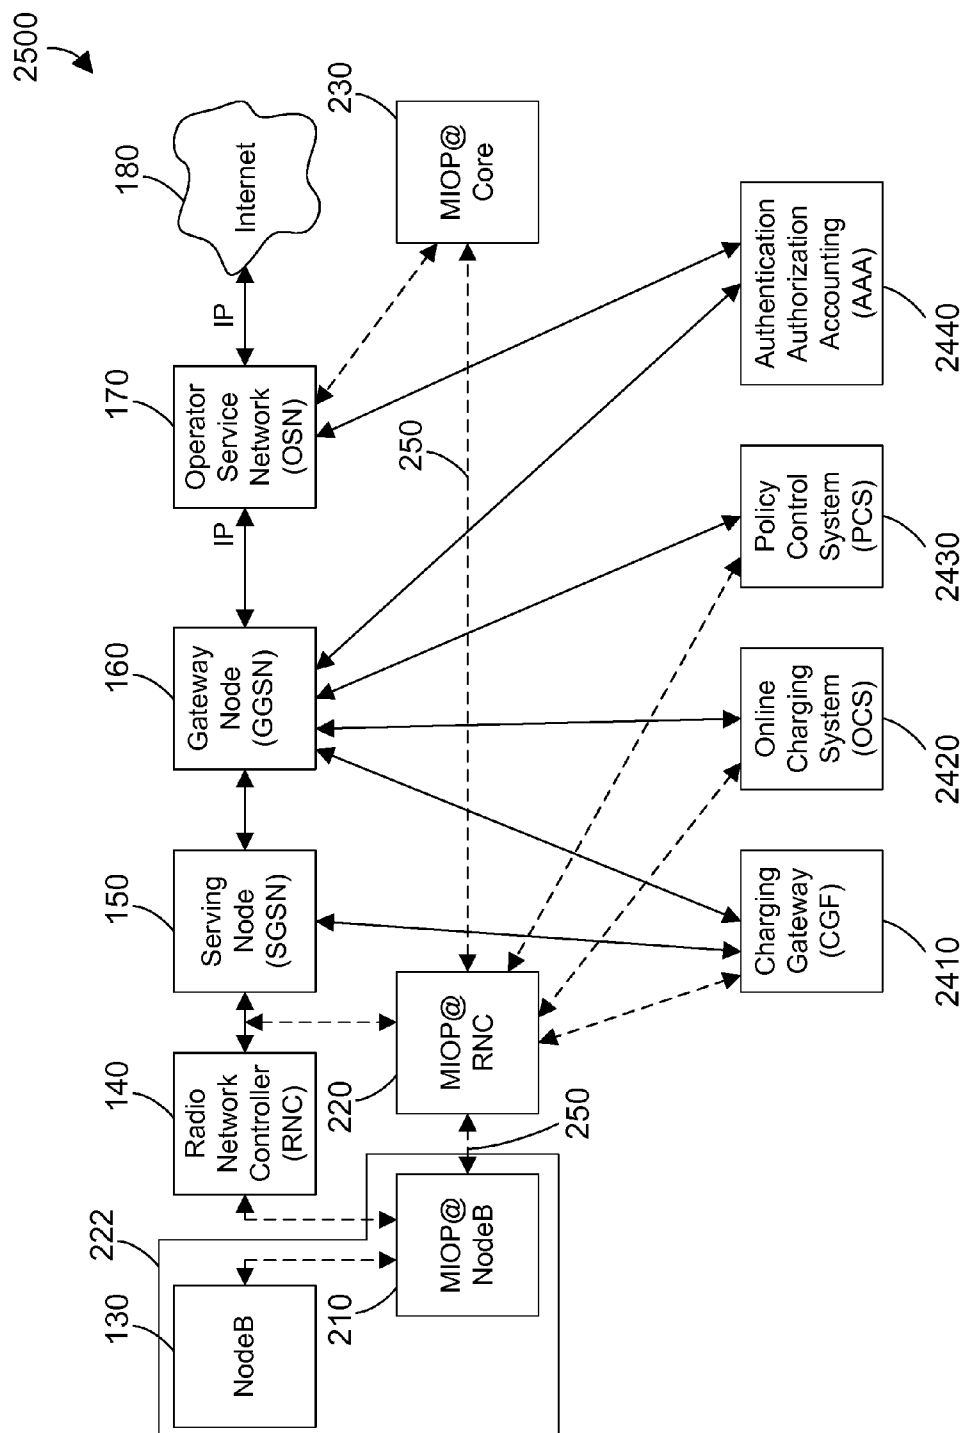 2500
130
NodeB
222
140
Radio
Network
Controller
(RNC)
150
Serving
Node
(SGSN)
160
Gateway
Node
(GGSN)
IP
170
Operator
Service
Network
(OSN)
IP
180
Internet
210
MIOP@
NodeB
250
220
MIOP@
RNC
250
230
MIOP@
Core
Charging
Gateway
(CGF)
2410
Online
Charging
System
(OCS)
2420
Policy
Control
System
(PCS)
2430
Authentication
Authorization
Accounting
(AAA)
2440